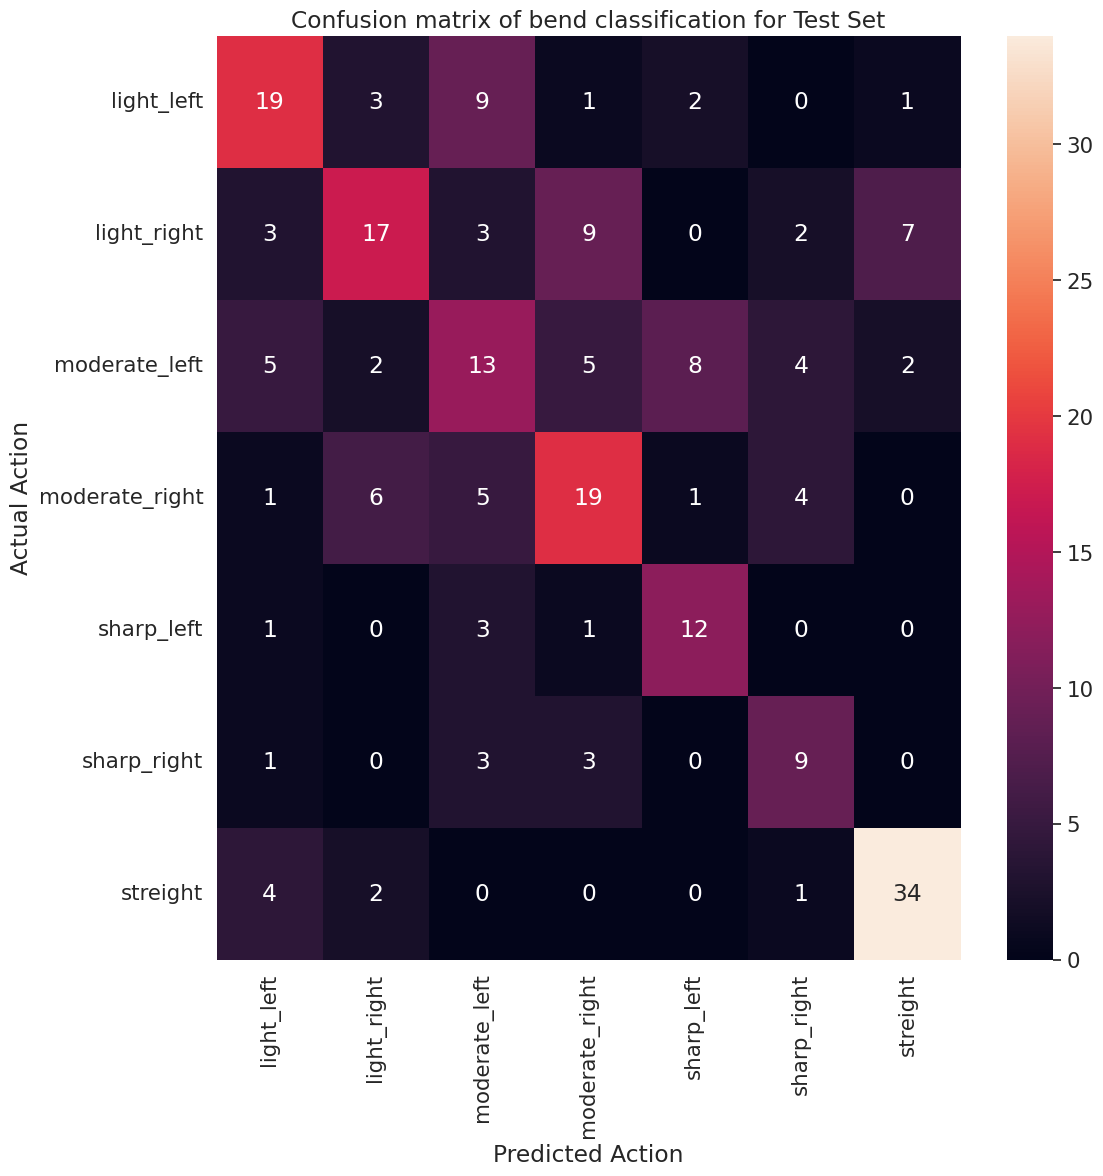 Confusion matrix of bend classification for Test Set
light_left 19 3 9 1 2 0 1
light_right 3 17 3 9 0 2 7
moderate_left 5 2 13 5 8 4 2
moderate_right 1 6 5 19 1 4 0
sharp_left 1 0 3 1 12 0 0
sharp_right 1 0 3 3 0 9 0
streight 4 2 0 0 0 1 34
Actual Action
light_left
light_right
moderate_left
moderate_right
sharp_left
sharp_right
streight
Predicted Action
30
25
20
15
10
5
0